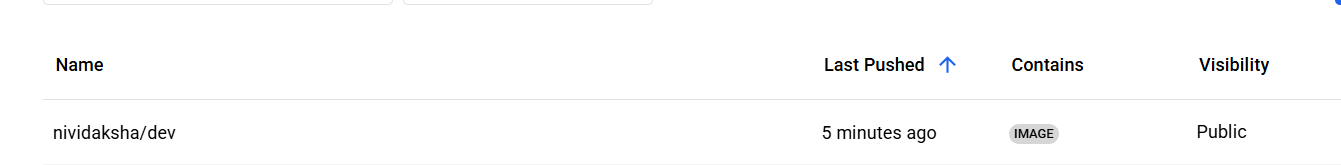 Name Last Pushed Contains Visibility
nividaksha/dev 5 minutes ago IMAGE Public